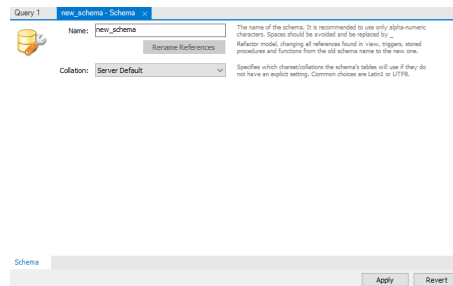 Query 1
new_schema - Schema
Name:
new_schema
The name of the schema. It is recommended to use only alpha-numeric
characters. Spaces should be avoided and be replaced by _
Rename References
Refactor model, changing all references found in view, triggers, stored
procedures and functions from the old schema name to the new one.
Collation:
Server Default
Specifies which charset/collations the schema's tables will use if they do
not have an explicit setting. Common choices are Latin1 or UTF8.
Schema
Apply
Revert